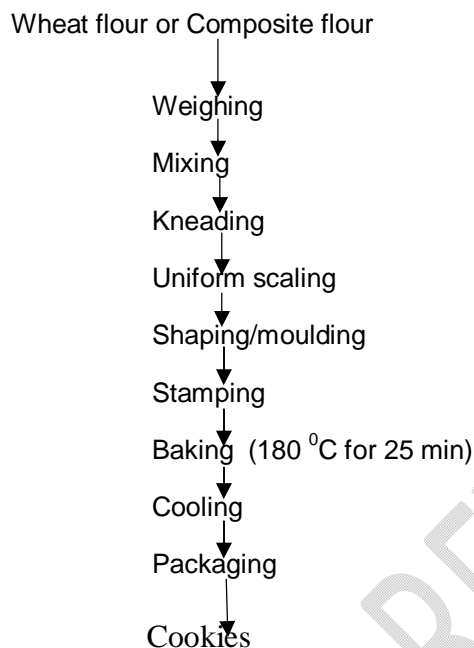 Wheat flour or Composite flour
Weighing
Mixing
Kneading
Uniform scaling
Shaping/moulding
Stamping
Baking (180 ⁰C for 25 min)
Cooling
Packaging
Cookies